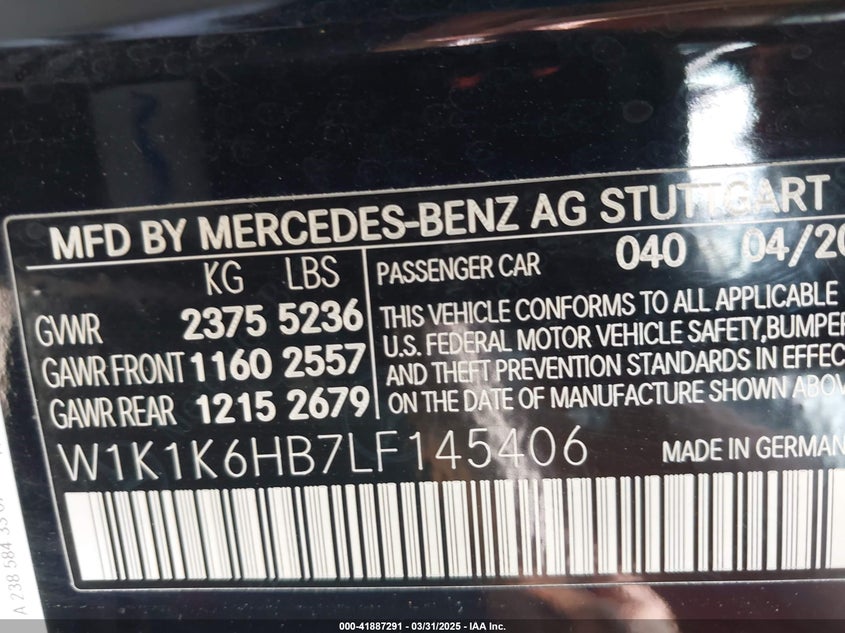 MFD BY MERCEDES-BENZ AG STUTTGART
KG LBS
GVWR 2375 5236
GAWR FRONT 1160 2557
GAWR REAR 1215 2679
PASSENGER CAR 040 04/20
THIS VEHICLE CONFORMS TO ALL APPLICABLE
U.S. FEDERAL MOTOR VEHICLE SAFETY,BUMPER
AND THEFT PREVENTION STANDARDS IN EFFEC
ON THE DATE OF MANUFACTURE SHOWN ABOV
W1K1K6HB7LF145406
MADE IN GERMAN
A 238 584
000-41887291 | 03/31/2025 - IAA Inc.